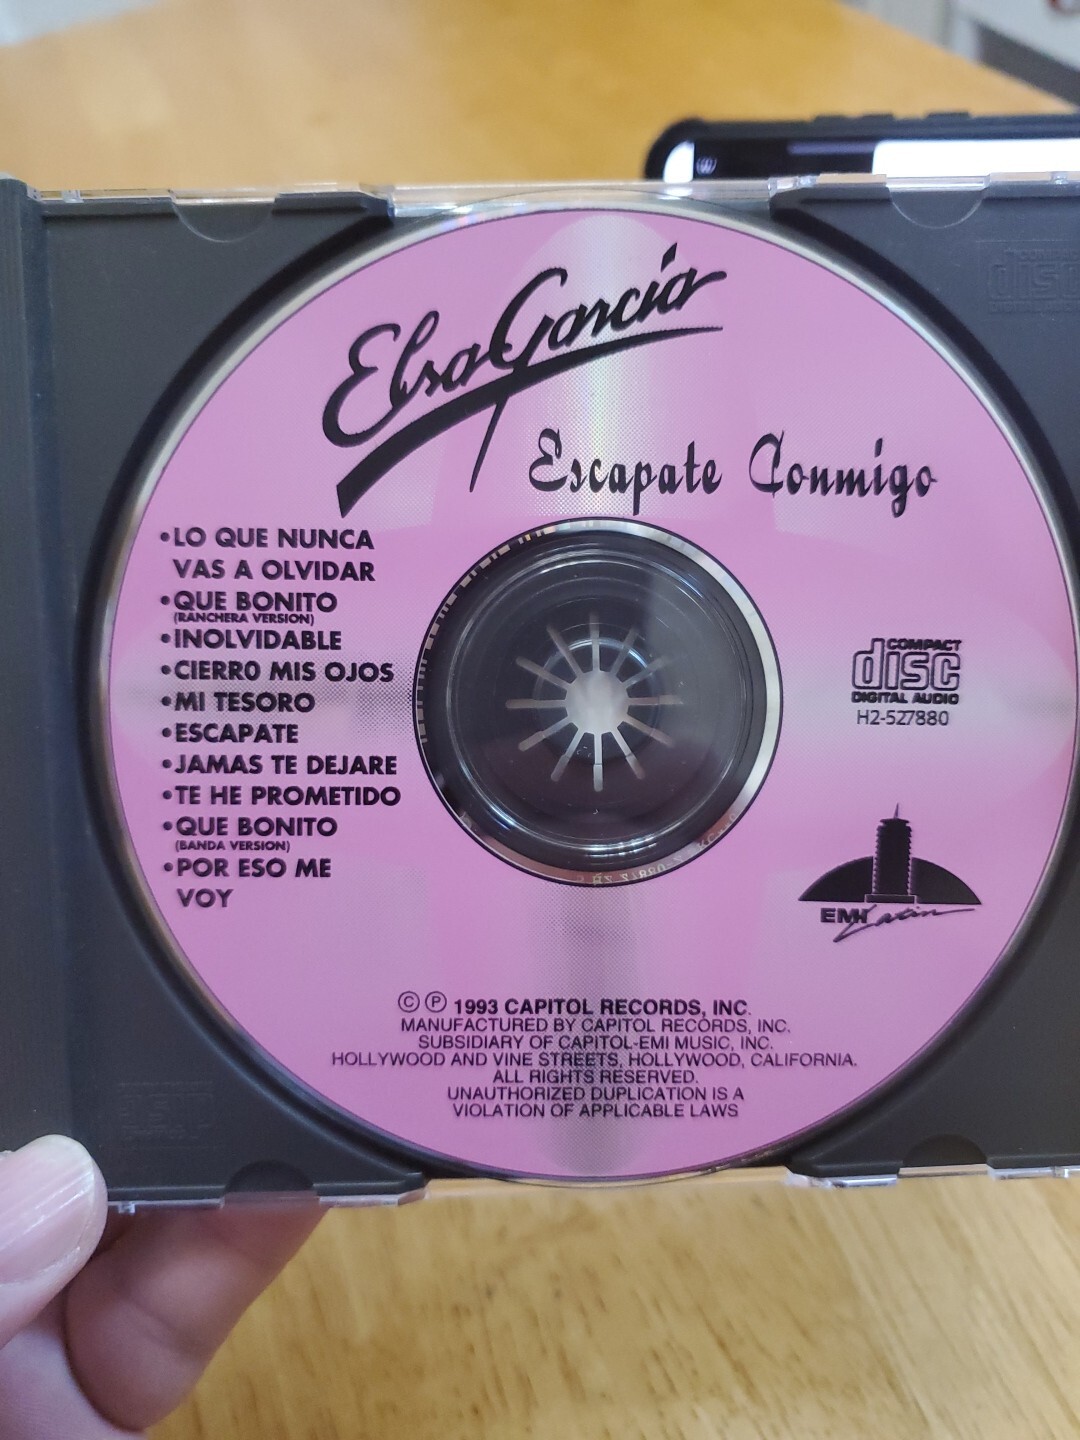 Elsa Garcia
Escapate Conmigo
•LO QUE NUNCA
VAS A OLVIDAR
•QUE BONITO
(RANCHERA VERSION)
•INOLVIDABLE
•CIERRO MIS OJOS
•MI TESORO
•ESCAPATE
•JAMAS TE DEJARE
•TE HE PROMETIDO
•QUE BONITO
(BANDA VERSION)
•POR ESO ME
VOY
COMPACT
disc
DIGITAL AUDIO
H2-527880
EMI Latin
© ℗ 1993 CAPITOL RECORDS, INC.
MANUFACTURED BY CAPITOL RECORDS, INC.
SUBSIDIARY OF CAPITOL-EMI MUSIC, INC.
HOLLYWOOD AND VINE STREETS, HOLLYWOOD, CALIFORNIA.
ALL RIGHTS RESERVED.
UNAUTHORIZED DUPLICATION IS A
VIOLATION OF APPLICABLE LAWS